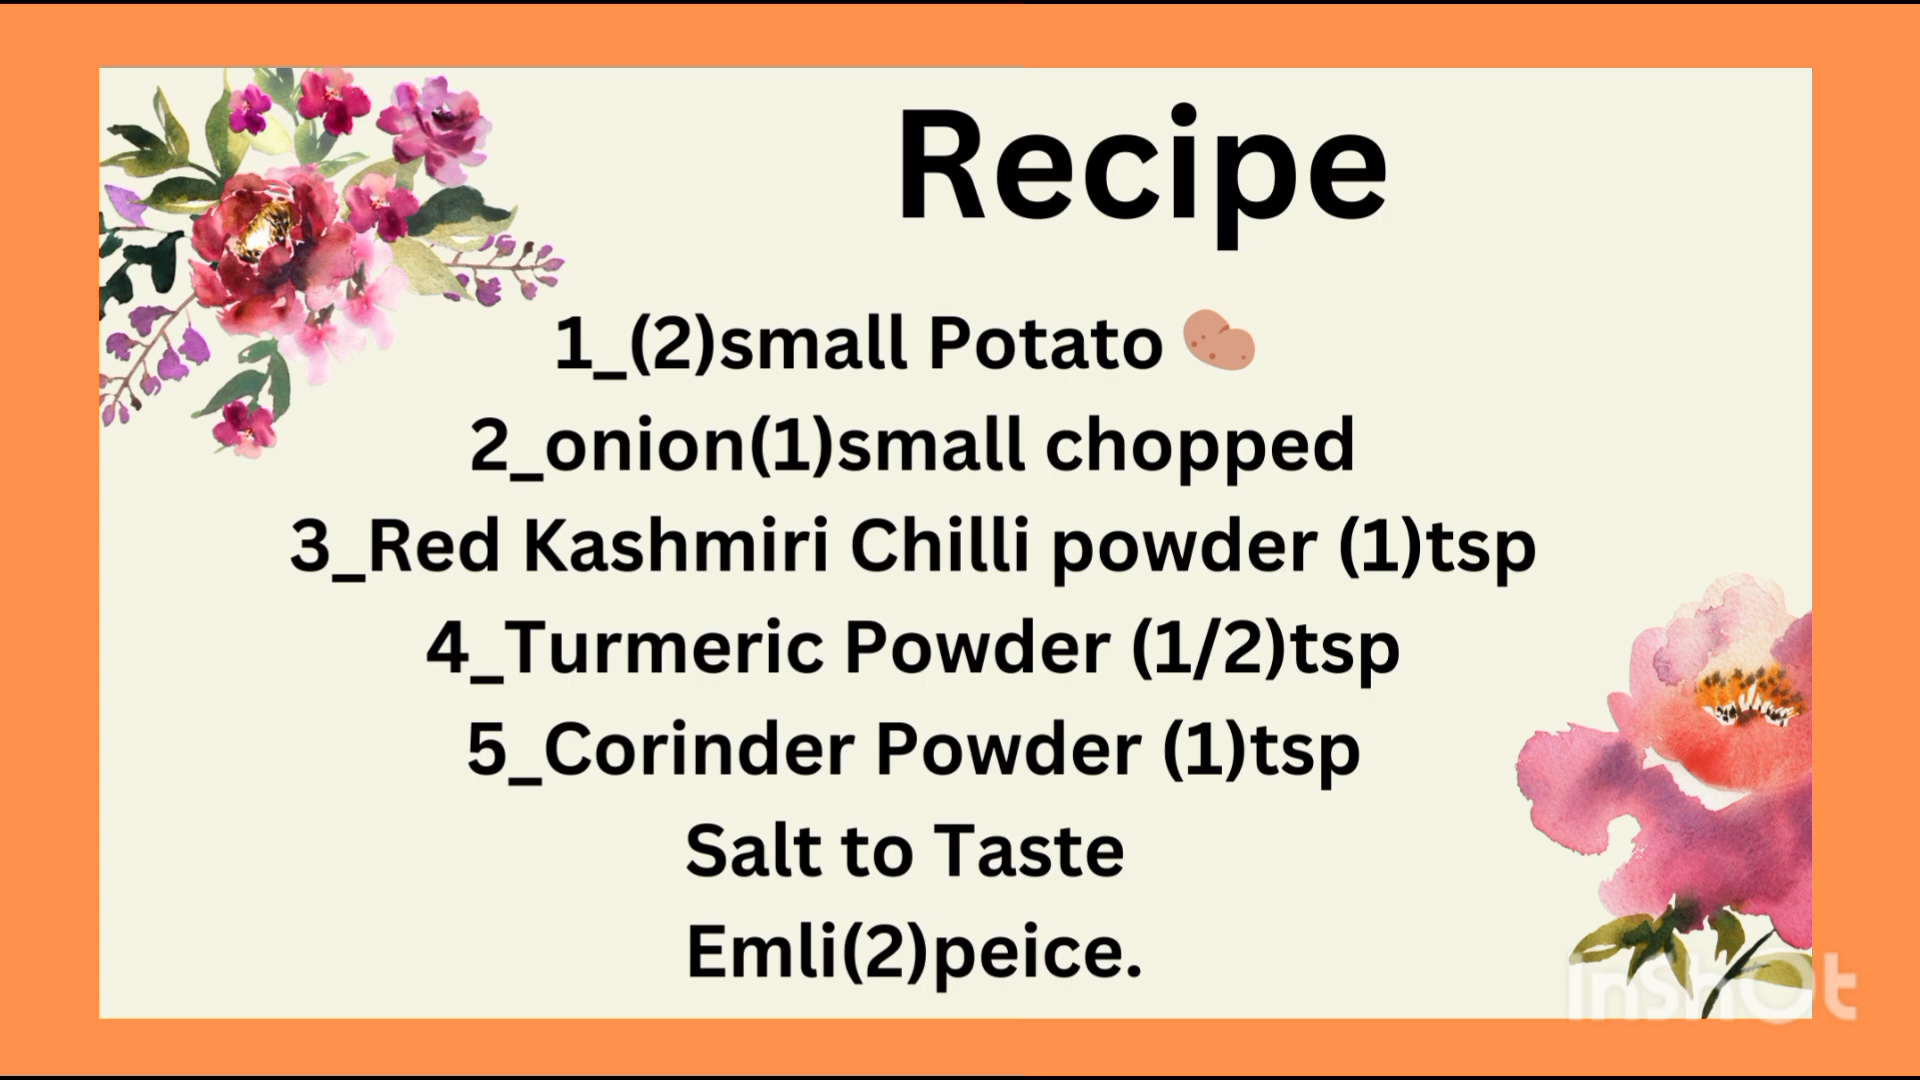 Recipe
1_(2)small Potato 🥔
2_onion(1)small chopped
3_Red Kashmiri Chilli powder (1)tsp
4_Turmeric Powder (1/2)tsp
5_Corinder Powder (1)tsp
Salt to Taste
Emli(2)peice.
InShOt